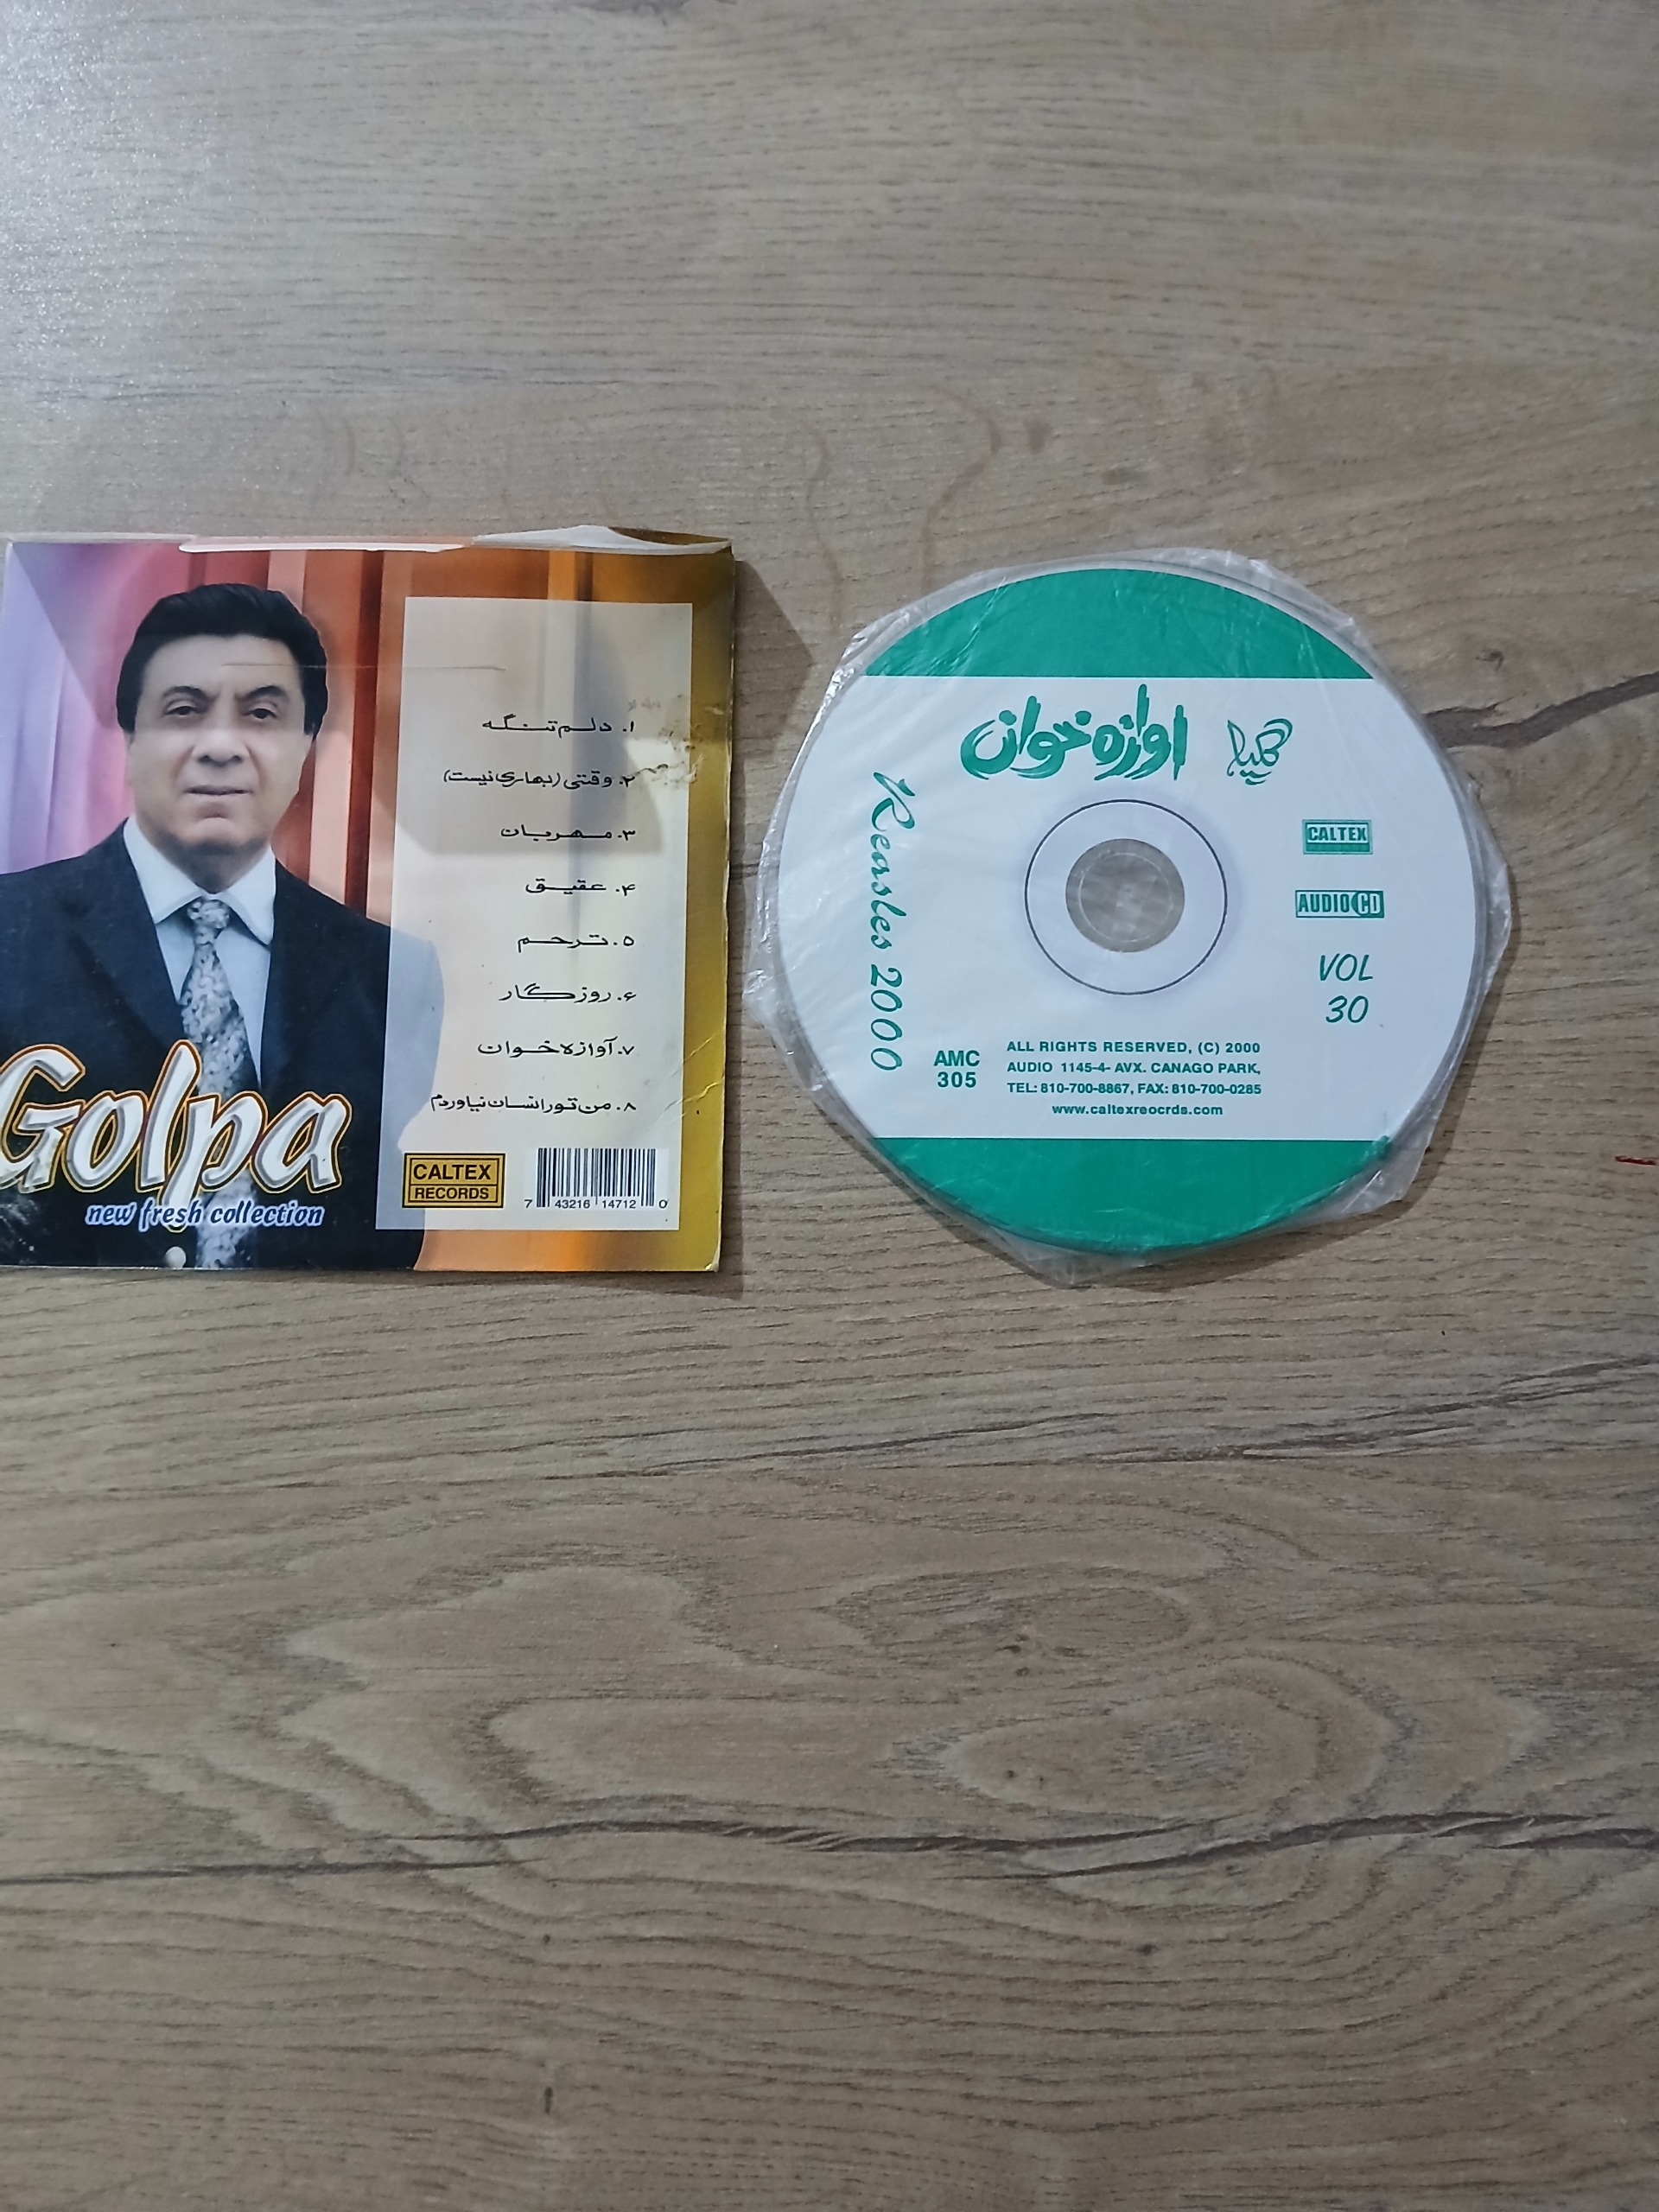 ۱. دلم تنگه
۲. وقتی (بهاری نیست)
۳. مهربان
۴. عقیق
۵. ترحم
۶. روزگار
۷. آوازه خوان
۸. من تورا نسان نیاوردم
Golpa
new fresh collection
CALTEX
RECORDS
7 43216 14712 0
اوازه خوان گلپا
Reasles 2000
CALTEX
AUDIO CD
VOL
30
AMC
305
ALL RIGHTS RESERVED, (C) 2000
AUDIO 1145-4- AVX. CANAGO PARK,
TEL: 810-700-8867, FAX: 810-700-0285
www.caltexreocrds.com